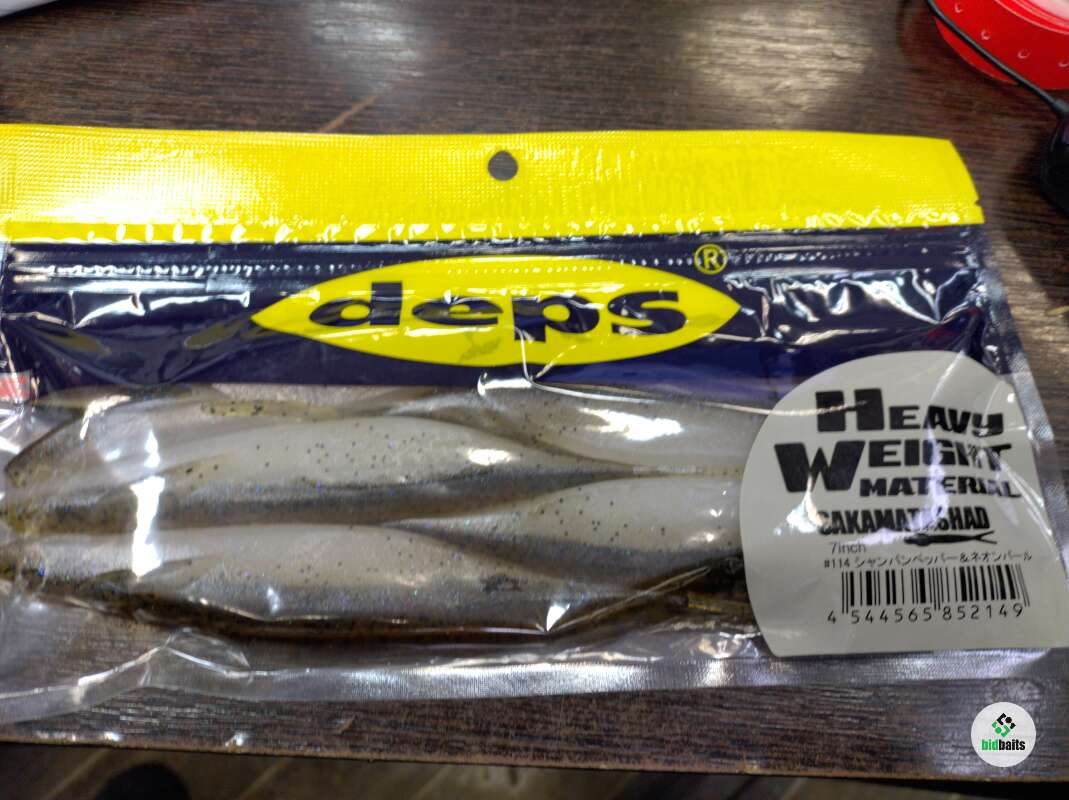 deps®
HEAVY
WEIGHT
MATERIAL
SAKAMATA SHAD
7inch
#114 シャンパンペッパー&ネオンパール
4 544565 852149
bidbaits